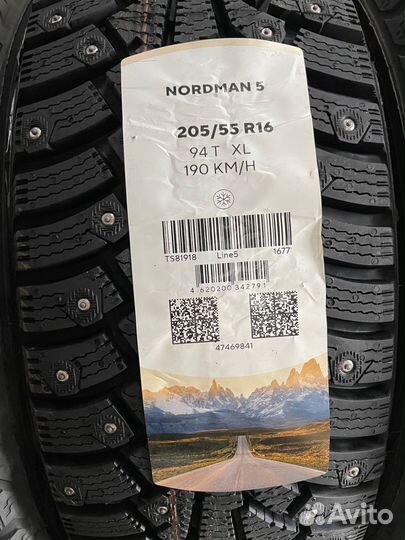 NORDMAN 5
205/55 R16
94 T XL
190 KM/H
TS81918 Line5 1677
4 620200 342791
47469841
Avito